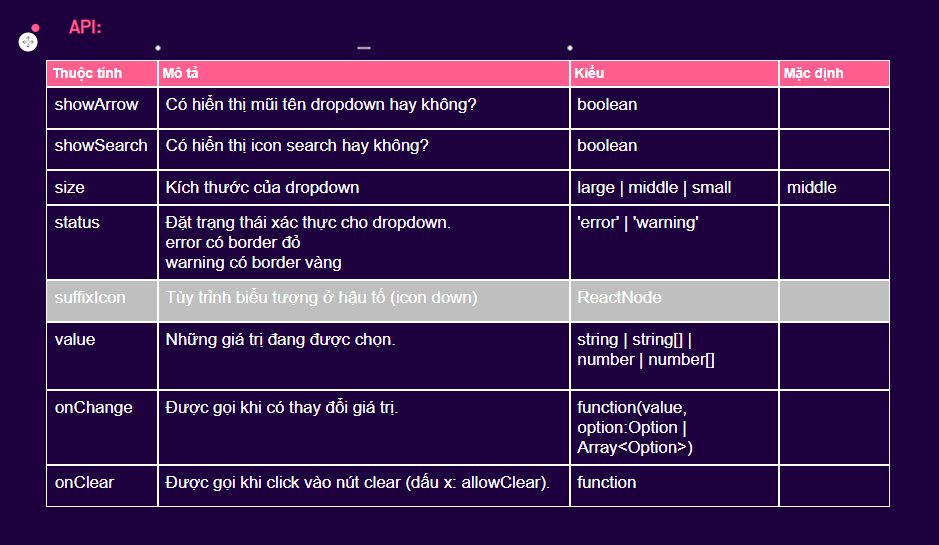 API:
Thuộc tính Mô tả Kiểu Mặc định
showArrow Có hiển thị mũi tên dropdown hay không? boolean
showSearch Có hiển thị icon search hay không? boolean
size Kích thước của dropdown large | middle | small middle
status Đặt trạng thái xác thực cho dropdown. 'error' | 'warning'
error có border đỏ
warning có border vàng
suffixIcon Tùy trỉnh biểu tượng ở hậu tố (icon down) ReactNode
value Những giá trị đang được chọn. string | string[] |
number | number[]
onChange Được gọi khi có thay đổi giá trị. function(value,
option:Option |
Array<Option>)
onClear Được gọi khi click vào nút clear (dấu x: allowClear). function